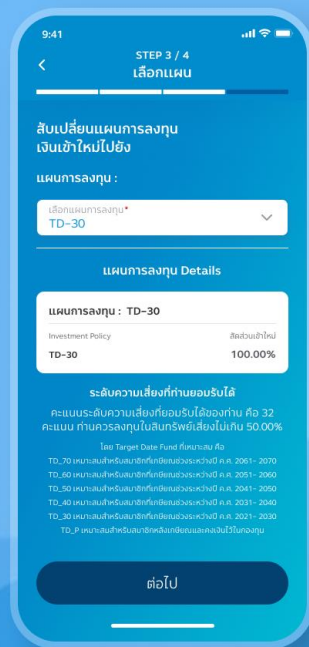 9:41
STEP 3 / 4
เลือกแผน
สับเปลี่ยนแผนการลงทุน
เงินเข้าใหม่ไปยัง
แผนการลงทุน :
เลือกแผนการลงทุน*
TD-30
แผนการลงทุน Details
แผนการลงทุน : TD-30
Investment Policy สัดส่วนเข้าใหม่
TD-30 100.00%
ระดับความเสี่ยงที่ท่านยอมรับได้
คะแนนระดับความเสี่ยงที่ยอมรับได้ของท่าน คือ 32
คะแนน ท่านควรลงทุนในสินทรัพย์เสี่ยงไม่เกิน 50.00%
โดย Target Date Fund ที่เหมาะสม คือ
TD_70 เหมาะสมสำหรับสมาชิกที่เกษียณช่วงระหว่างปี ค.ศ. 2061- 2070
TD_60 เหมาะสมสำหรับสมาชิกที่เกษียณช่วงระหว่างปี ค.ศ. 2051- 2060
TD_50 เหมาะสมสำหรับสมาชิกที่เกษียณช่วงระหว่างปี ค.ศ. 2041- 2050
TD_40 เหมาะสมสำหรับสมาชิกที่เกษียณช่วงระหว่างปี ค.ศ. 2031- 2040
TD_30 เหมาะสมสำหรับสมาชิกที่เกษียณช่วงระหว่างปี ค.ศ. 2021- 2030
TD_P เหมาะสมสำหรับสมาชิกหลังเกษียณและคงเงินไว้ในกองทุน
ต่อไป